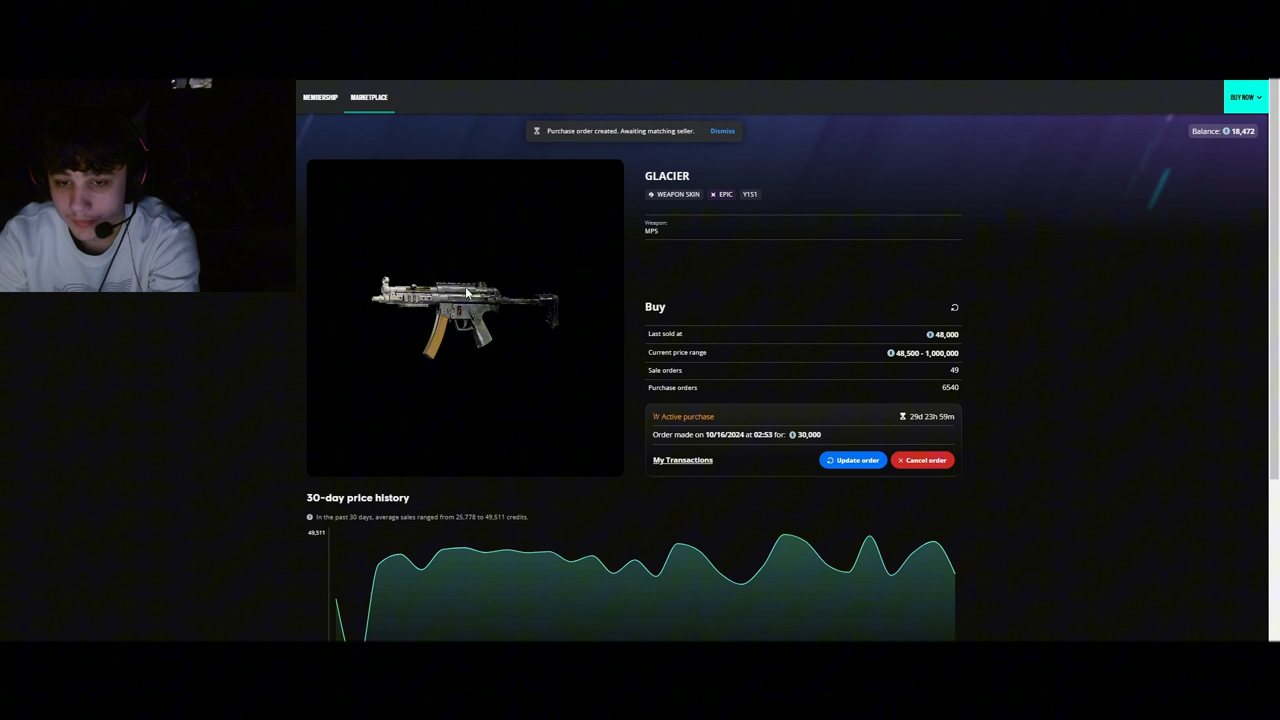 MEMBERSHIP MARKETPLACE BUY NOW
Purchase order created. Awaiting matching seller. Dismiss
Balance: 18,472
GLACIER
WEAPON SKIN EPIC Y1S1
Weapon:
MP5
Buy
Last sold at 48,000
Current price range 48,500 - 1,000,000
Sale orders 49
Purchase orders 6540
Active purchase 29d 23h 59m
Order made on 10/16/2024 at 02:53 for: 30,000
My Transactions Update order Cancel order
30-day price history
In the past 30 days, average sales ranged from 25,778 to 49,511 credits.
49,511